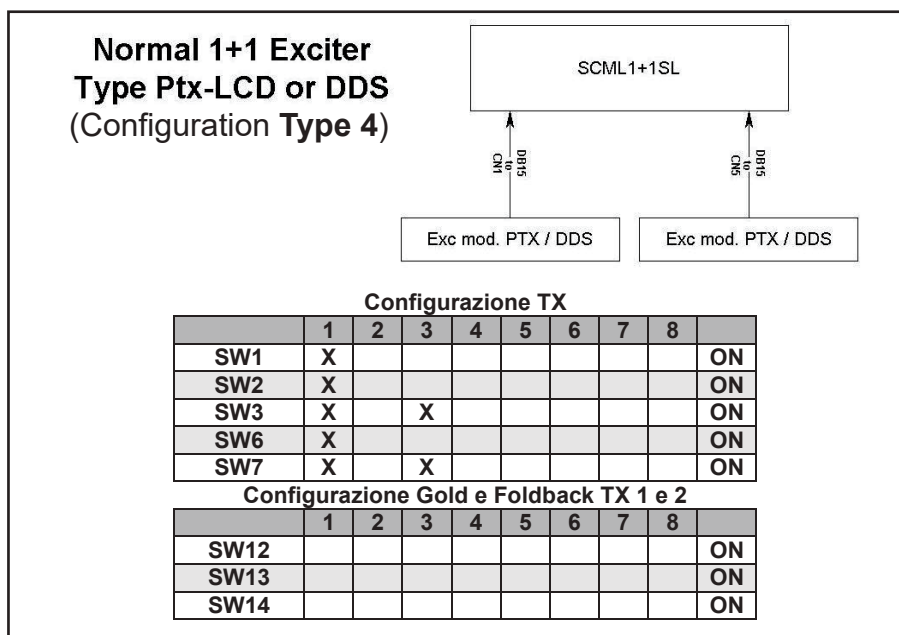 Normal 1+1 Exciter
Type Ptx-LCD or DDS
(Configuration Type 4)
SCML1+1SL
DB15
to
CN1
DB15
to
CN5
Exc mod. PTX / DDS
Exc mod. PTX / DDS
Configurazione TX
1 2 3 4 5 6 7 8
SW1 X ON
SW2 X ON
SW3 X X ON
SW6 X ON
SW7 X X ON
Configurazione Gold e Foldback TX 1 e 2
1 2 3 4 5 6 7 8
SW12 ON
SW13 ON
SW14 ON